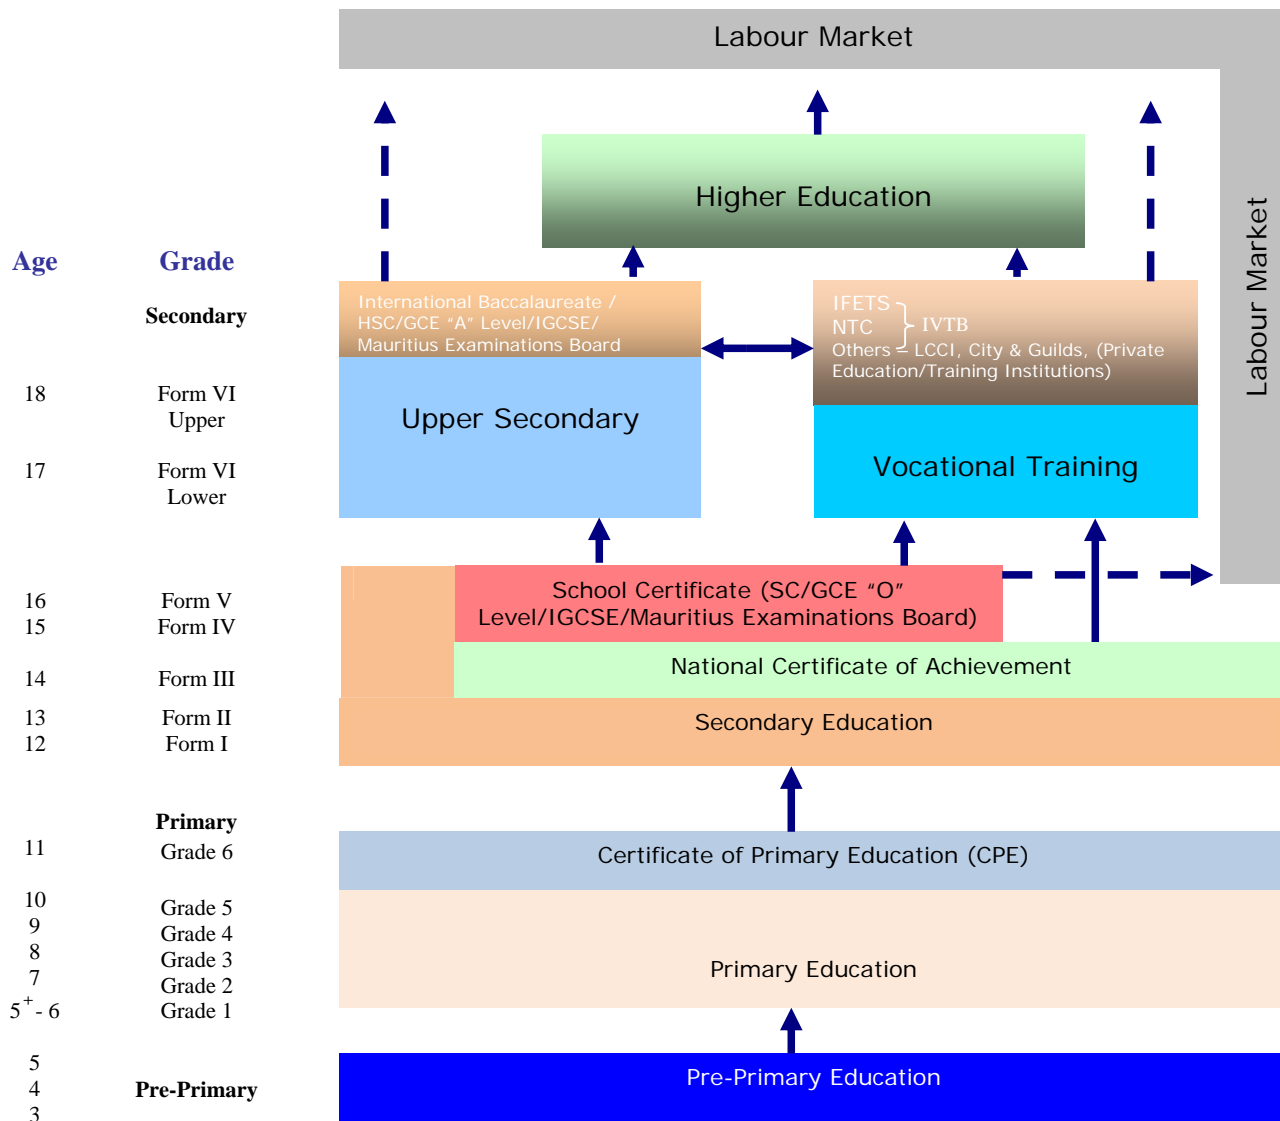 Labour Market
Labour Market
Higher Education
Age Grade
Secondary
International Baccalaureate /
HSC/GCE “A” Level/IGCSE/
Mauritius Examinations Board
IFETS
NTC
IVTB
Others – LCCI, City & Guilds, (Private
Education/Training Institutions)
18 Form VI
Upper
Upper Secondary
Vocational Training
17 Form VI
Lower
School Certificate (SC/GCE “O”
Level/IGCSE/Mauritius Examinations Board)
16 Form V
15 Form IV
National Certificate of Achievement
14 Form III
13 Form II
Secondary Education
12 Form I
Primary
11 Grade 6
Certificate of Primary Education (CPE)
10 Grade 5
9 Grade 4
8 Grade 3
Primary Education
7 Grade 2
5+- 6 Grade 1
5
Pre-Primary Education
4 Pre-Primary
3